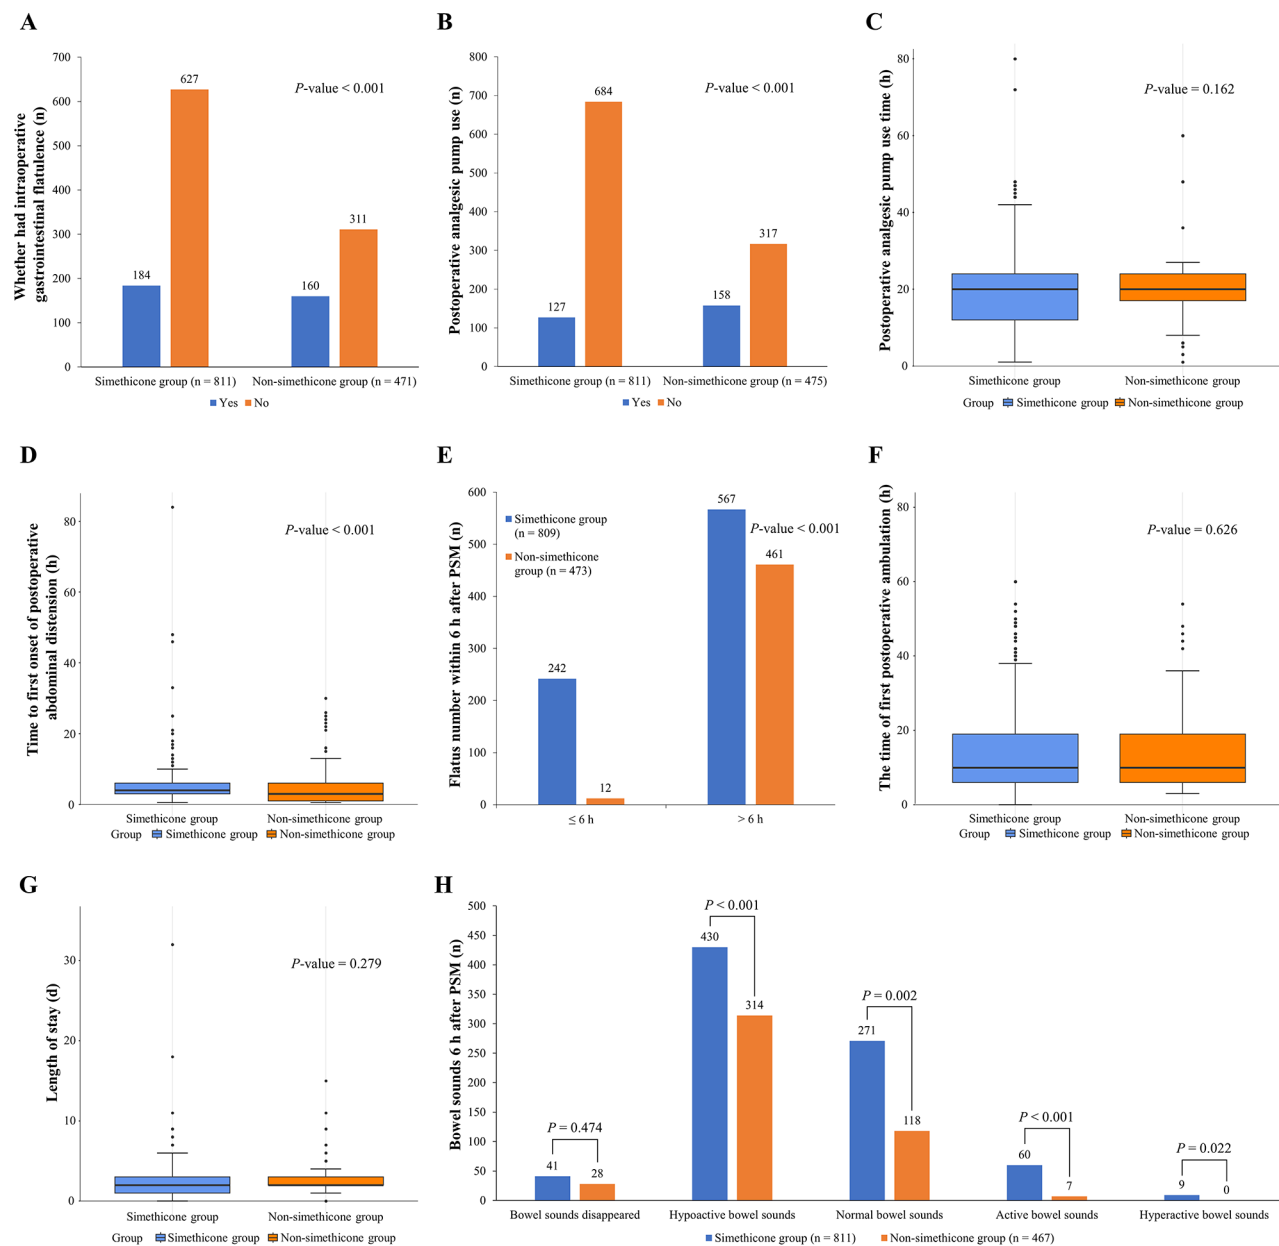 A
Whether had intraoperative
gastrointestinal flatulence (n)
700
600
500
400
300
200
100
0
P-value < 0.001
184
627
160
311
Simethicone group (n = 811)
Non-simethicone group (n = 471)
Yes
No
B
Postoperative analgesic pump use (n)
800
700
600
500
400
300
200
100
0
P-value < 0.001
127
684
158
317
Simethicone group (n = 811)
Non-simethicone group (n = 475)
Yes
No
C
Postoperative analgesic pump use time (h)
80
60
40
20
0
P-value = 0.162
Simethicone group
Non-simethicone group
Group
Simethicone group
Non-simethicone group
D
Time to first onset of postoperative
abdominal distension (h)
80
60
40
20
0
P-value < 0.001
Simethicone group
Non-simethicone group
Group
Simethicone group
Non-simethicone group
E
Flatus number within 6 h after PSM (n)
600
500
400
300
200
100
0
Simethicone group
(n = 809)
Non-simethicone
group (n = 473)
P-value < 0.001
242
12
567
461
≤ 6 h
> 6 h
F
The time of first postoperative ambulation (h)
80
60
40
20
0
P-value = 0.626
Simethicone group
Non-simethicone group
Group
Simethicone group
Non-simethicone group
G
Length of stay (d)
30
20
10
0
P-value = 0.279
Simethicone group
Non-simethicone group
Group
Simethicone group
Non-simethicone group
H
Bowel sounds 6 h after PSM (n)
500
450
400
350
300
250
200
150
100
50
0
P = 0.474
41
28
P < 0.001
430
314
P = 0.002
271
118
P < 0.001
60
7
P = 0.022
9
0
Bowel sounds disappeared
Hypoactive bowel sounds
Normal bowel sounds
Active bowel sounds
Hyperactive bowel sounds
Simethicone group (n = 811)
Non-simethicone group (n = 467)